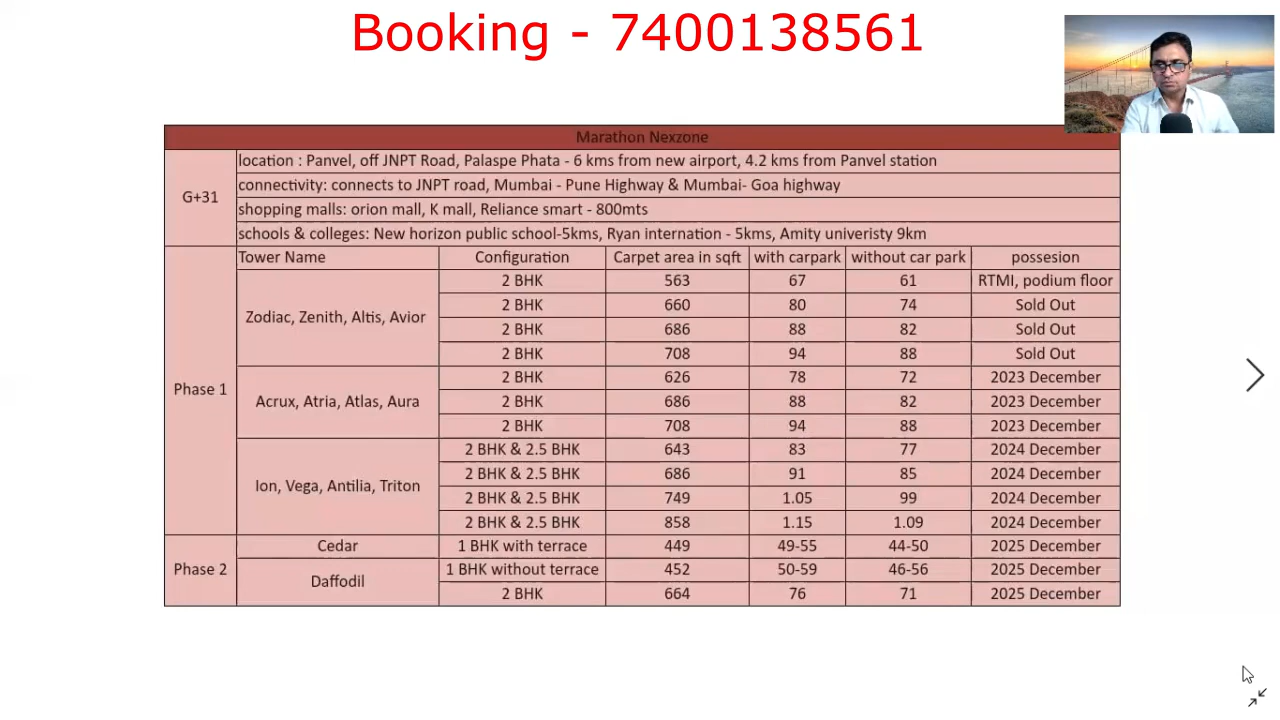 Booking - 7400138561
Marathon Nexzone
G+31
location : Panvel, off JNPT Road, Palaspe Phata - 6 kms from new airport, 4.2 kms from Panvel station
connectivity: connects to JNPT road, Mumbai - Pune Highway & Mumbai- Goa highway
shopping malls: orion mall, K mall, Reliance smart - 800mts
schools & colleges: New horizon public school-5kms, Ryan internation - 5kms, Amity univeristy 9km
Tower Name Configuration Carpet area in sqft with carpark without car park possesion
Phase 1
Zodiac, Zenith, Altis, Avior
2 BHK 563 67 61 RTMI, podium floor
2 BHK 660 80 74 Sold Out
2 BHK 686 88 82 Sold Out
2 BHK 708 94 88 Sold Out
Acrux, Atria, Atlas, Aura
2 BHK 626 78 72 2023 December
2 BHK 686 88 82 2023 December
2 BHK 708 94 88 2023 December
Ion, Vega, Antilia, Triton
2 BHK & 2.5 BHK 643 83 77 2024 December
2 BHK & 2.5 BHK 686 91 85 2024 December
2 BHK & 2.5 BHK 749 1.05 99 2024 December
2 BHK & 2.5 BHK 858 1.15 1.09 2024 December
Phase 2
Cedar 1 BHK with terrace 449 49-55 44-50 2025 December
Daffodil
1 BHK without terrace 452 50-59 46-56 2025 December
2 BHK 664 76 71 2025 December